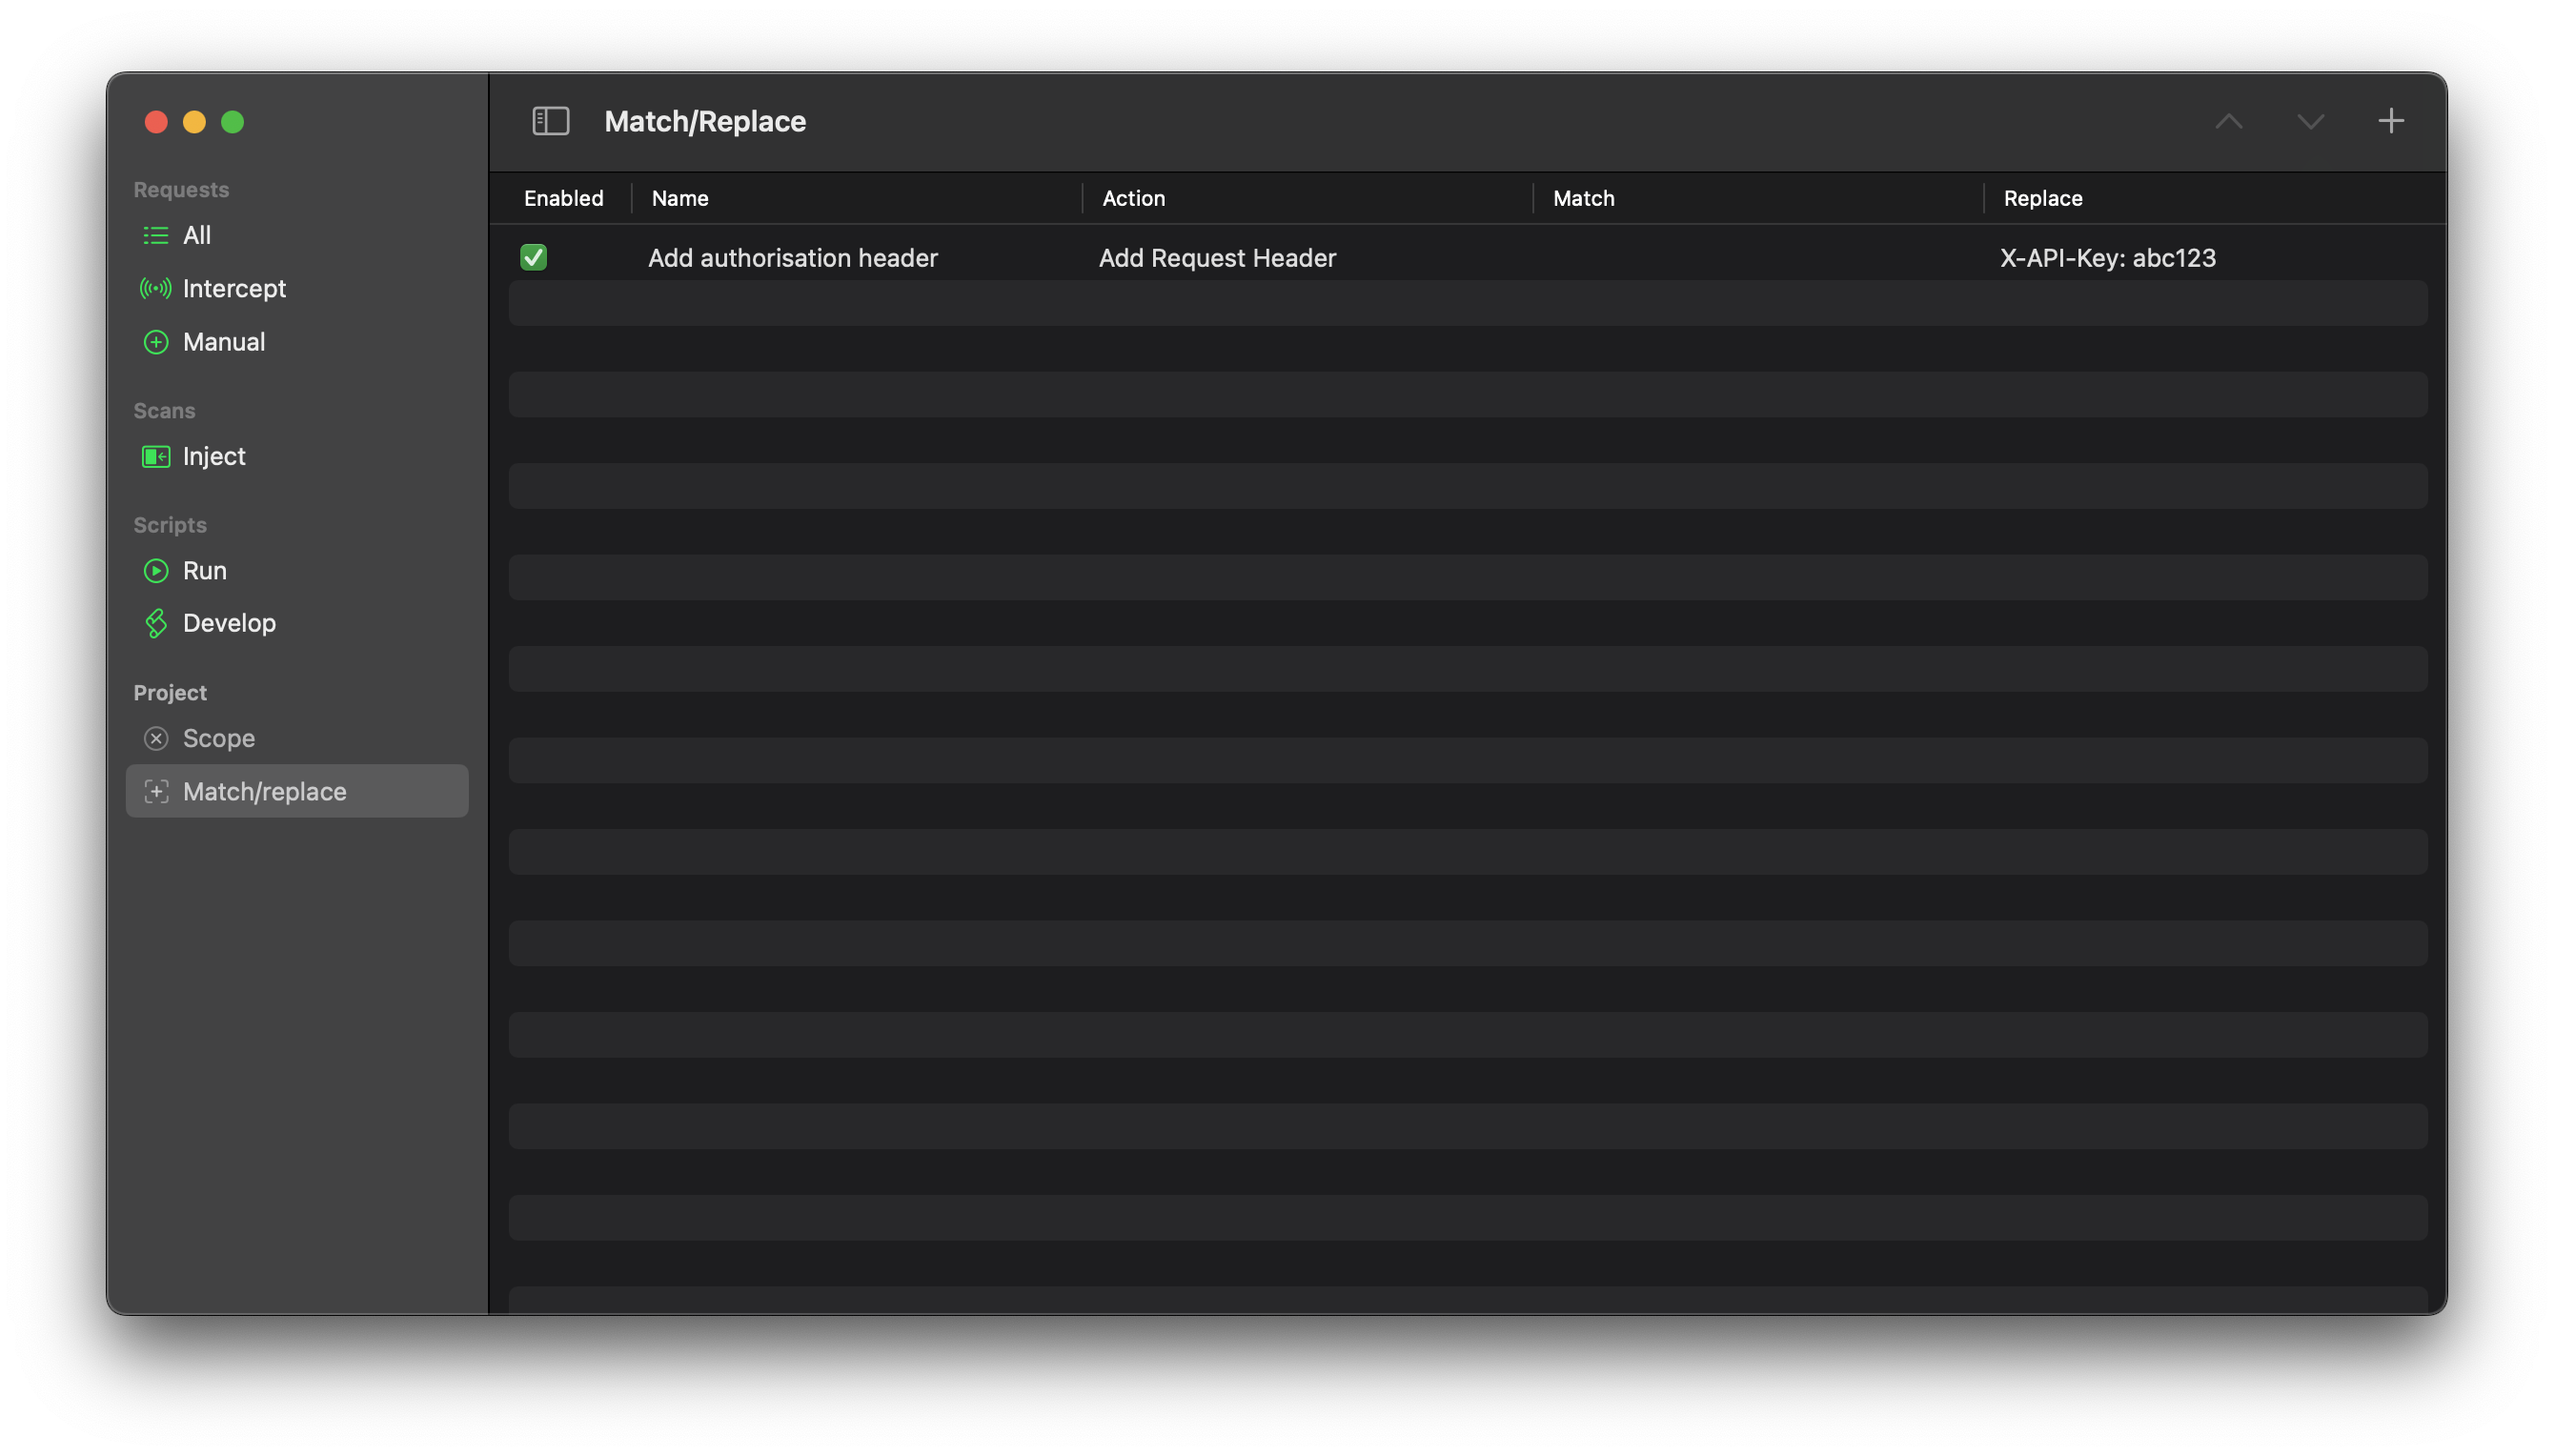 Requests
All
Intercept
Manual
Scans
Inject
Scripts
Run
Develop
Project
Scope
Match/replace
Match/Replace
Enabled Name Action Match Replace
Add authorisation header Add Request Header X-API-Key: abc123